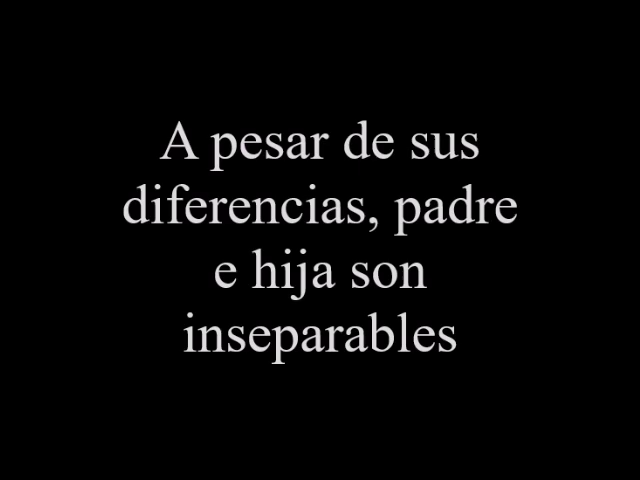 A pesar de sus
diferencias, padre
e hija son
inseparables